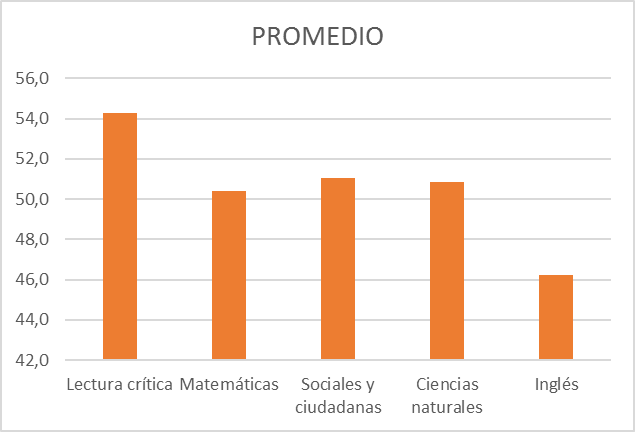 PROMEDIO
56,0
54,0
52,0
50,0
48,0
46,0
44,0
42,0
Lectura crítica Matemáticas Sociales y Ciencias Inglés
ciudadanas naturales